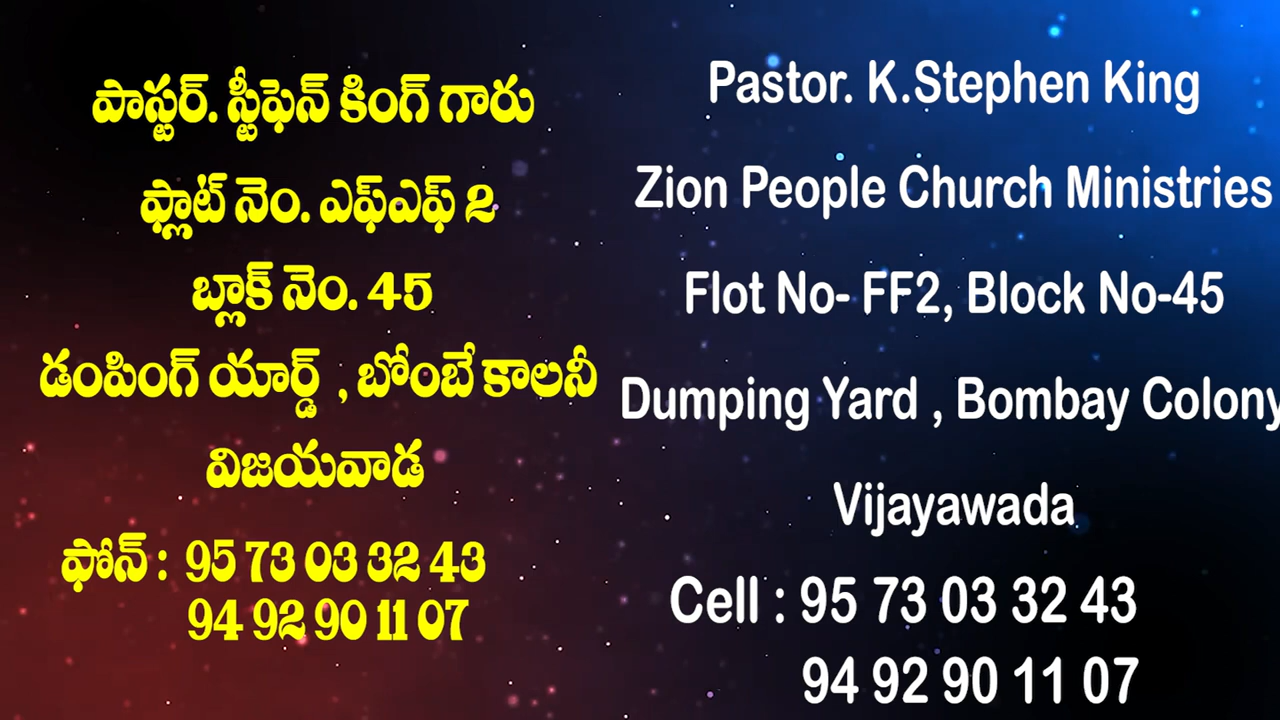 పాస్టర్. స్టీఫెన్ కింగ్ గారు
ఫ్లాట్ నెం. ఎఫ్ఎఫ్ 2
బ్లాక్ నెం. 45
డంపింగ్ యార్డ్ , బోంబే కాలనీ
విజయవాడ
ఫోన్ : 95 73 03 32 43
94 92 90 11 07
Pastor. K.Stephen King
Zion People Church Ministries
Flot No- FF2, Block No-45
Dumping Yard , Bombay Colony
Vijayawada
Cell : 95 73 03 32 43
94 92 90 11 07